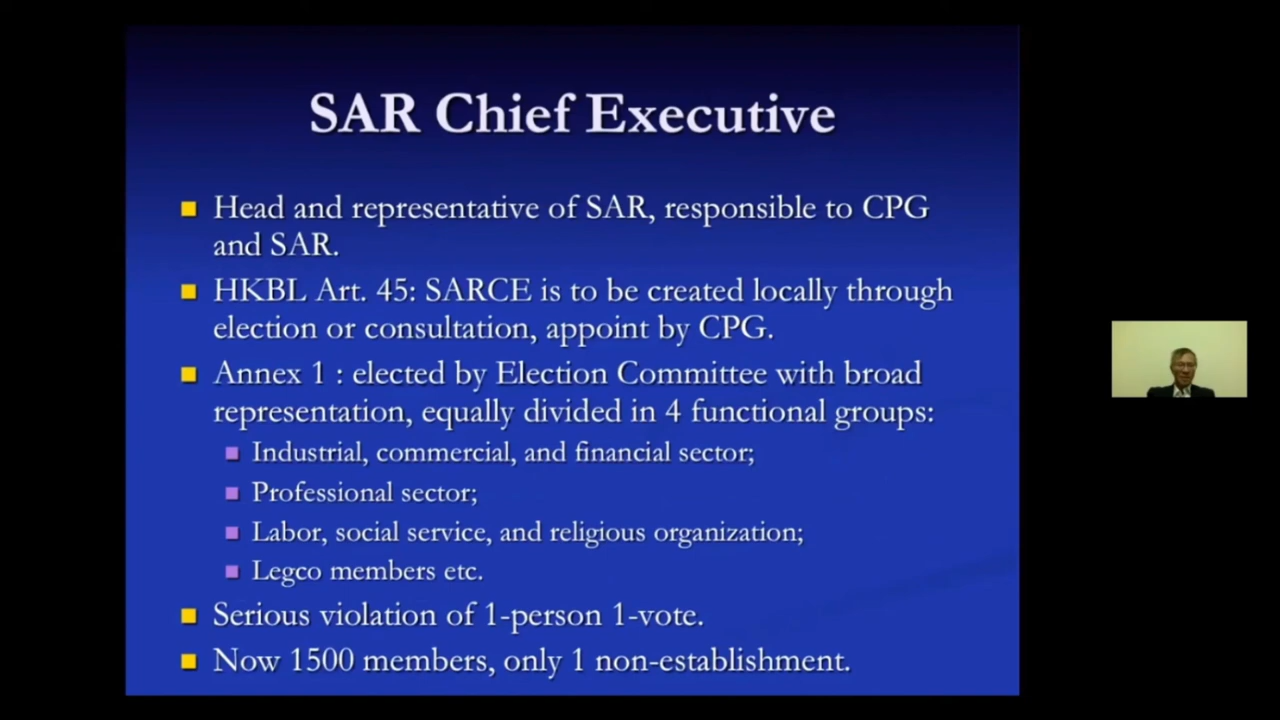 SAR Chief Executive
Head and representative of SAR, responsible to CPG
and SAR.
HKBL Art. 45: SARCE is to be created locally through
election or consultation, appoint by CPG.
Annex 1 : elected by Election Committee with broad
representation, equally divided in 4 functional groups:
Industrial, commercial, and financial sector;
Professional sector;
Labor, social service, and religious organization;
Legco members etc.
Serious violation of 1-person 1-vote.
Now 1500 members, only 1 non-establishment.